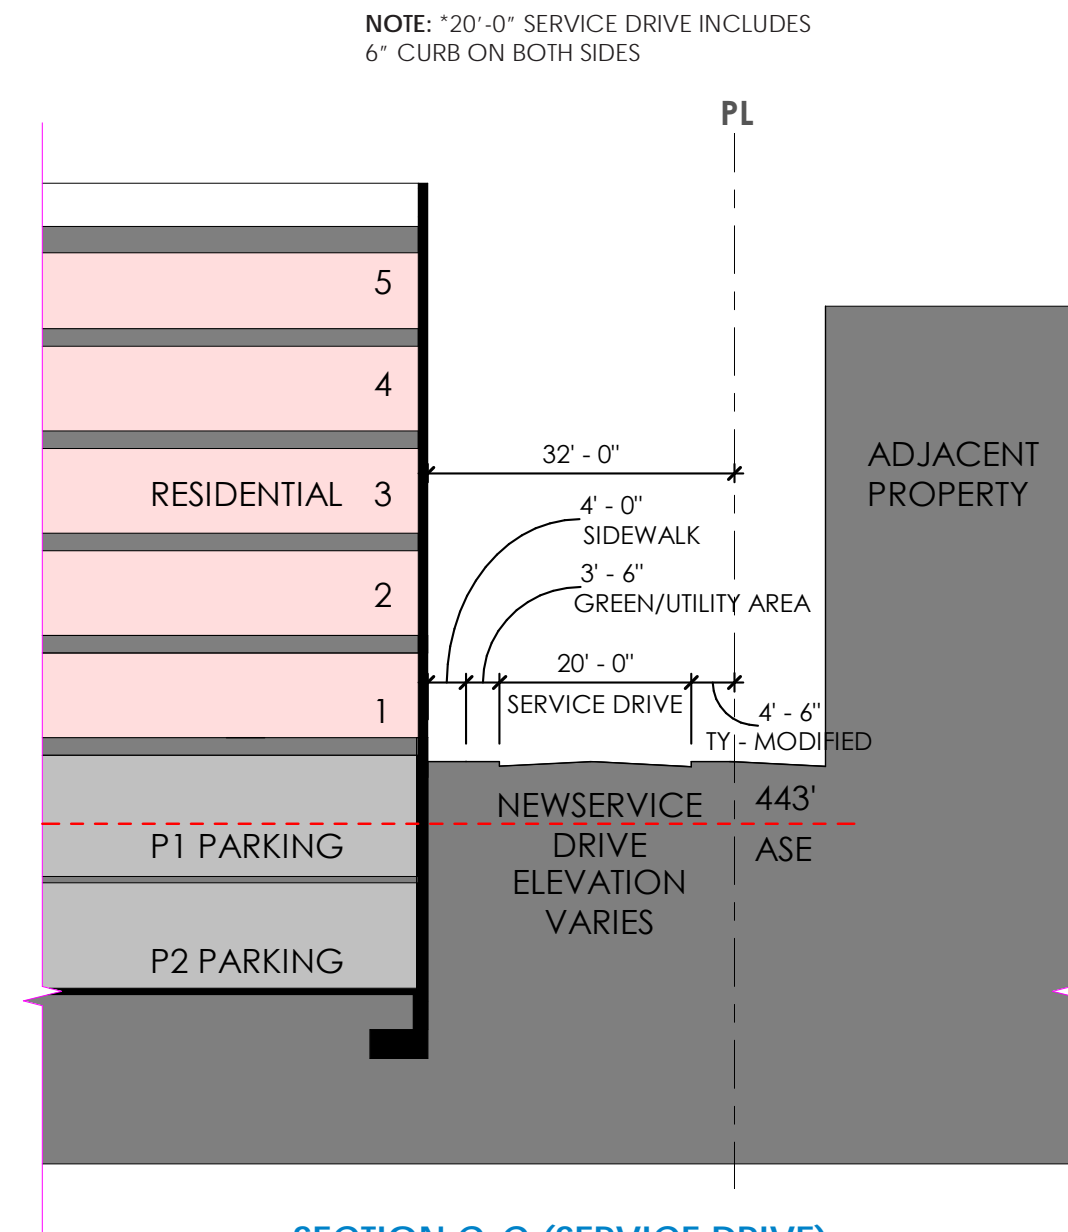 NOTE: *20'-0" SERVICE DRIVE INCLUDES
6" CURB ON BOTH SIDES
PL
5
4
RESIDENTIAL 3
2
1
32' - 0"
4' - 0"
SIDEWALK
3' - 6"
GREEN/UTILITY AREA
20' - 0"
SERVICE DRIVE
4' - 6"
TY - MODIFIED
ADJACENT
PROPERTY
NEWSERVICE
DRIVE
ELEVATION
VARIES
443'
ASE
P1 PARKING
P2 PARKING
(SERVICE DRIVE)